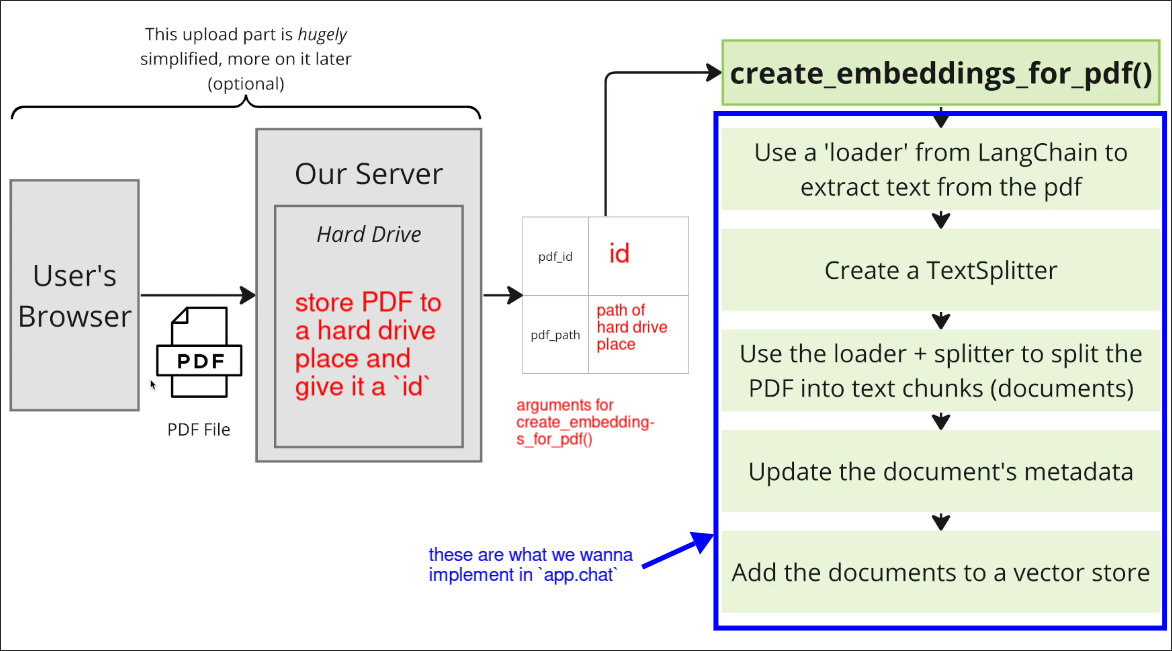 This upload part is hugely
simplified, more on it later
(optional)
User's
Browser
PDF
PDF File
Our Server
Hard Drive
store PDF to
a hard drive
place and
give it a `id`
pdf_id
id
pdf_path
path of
hard drive
place
arguments for
create_embedding-
s_for_pdf()
create_embeddings_for_pdf()
Use a 'loader' from LangChain to
extract text from the pdf
Create a TextSplitter
Use the loader + splitter to split the
PDF into text chunks (documents)
Update the document's metadata
Add the documents to a vector store
these are what we wanna
implement in `app.chat`